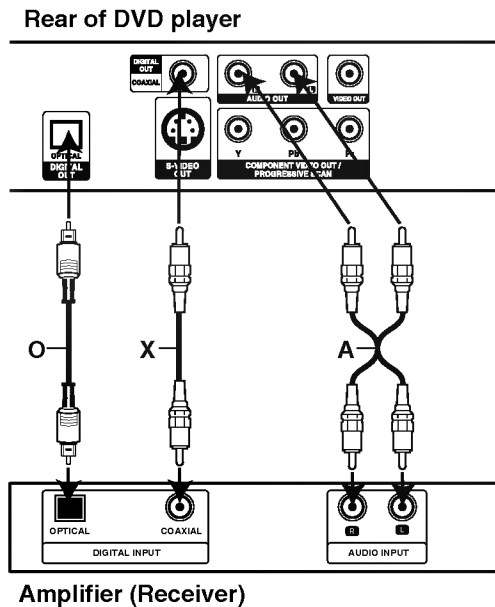 Rear of DVD player
DIGITAL
OUT
COAXIAL
AUDIO OUT
VIDEO OUT
OPTICAL
DIGITAL
OUT
S-VIDEO
OUT
Y
COMPONENT VIDEO OUT /
PROGRESSIVE SCAN
O
X
A
OPTICAL
COAXIAL
DIGITAL INPUT
R
L
AUDIO INPUT
Amplifier (Receiver)